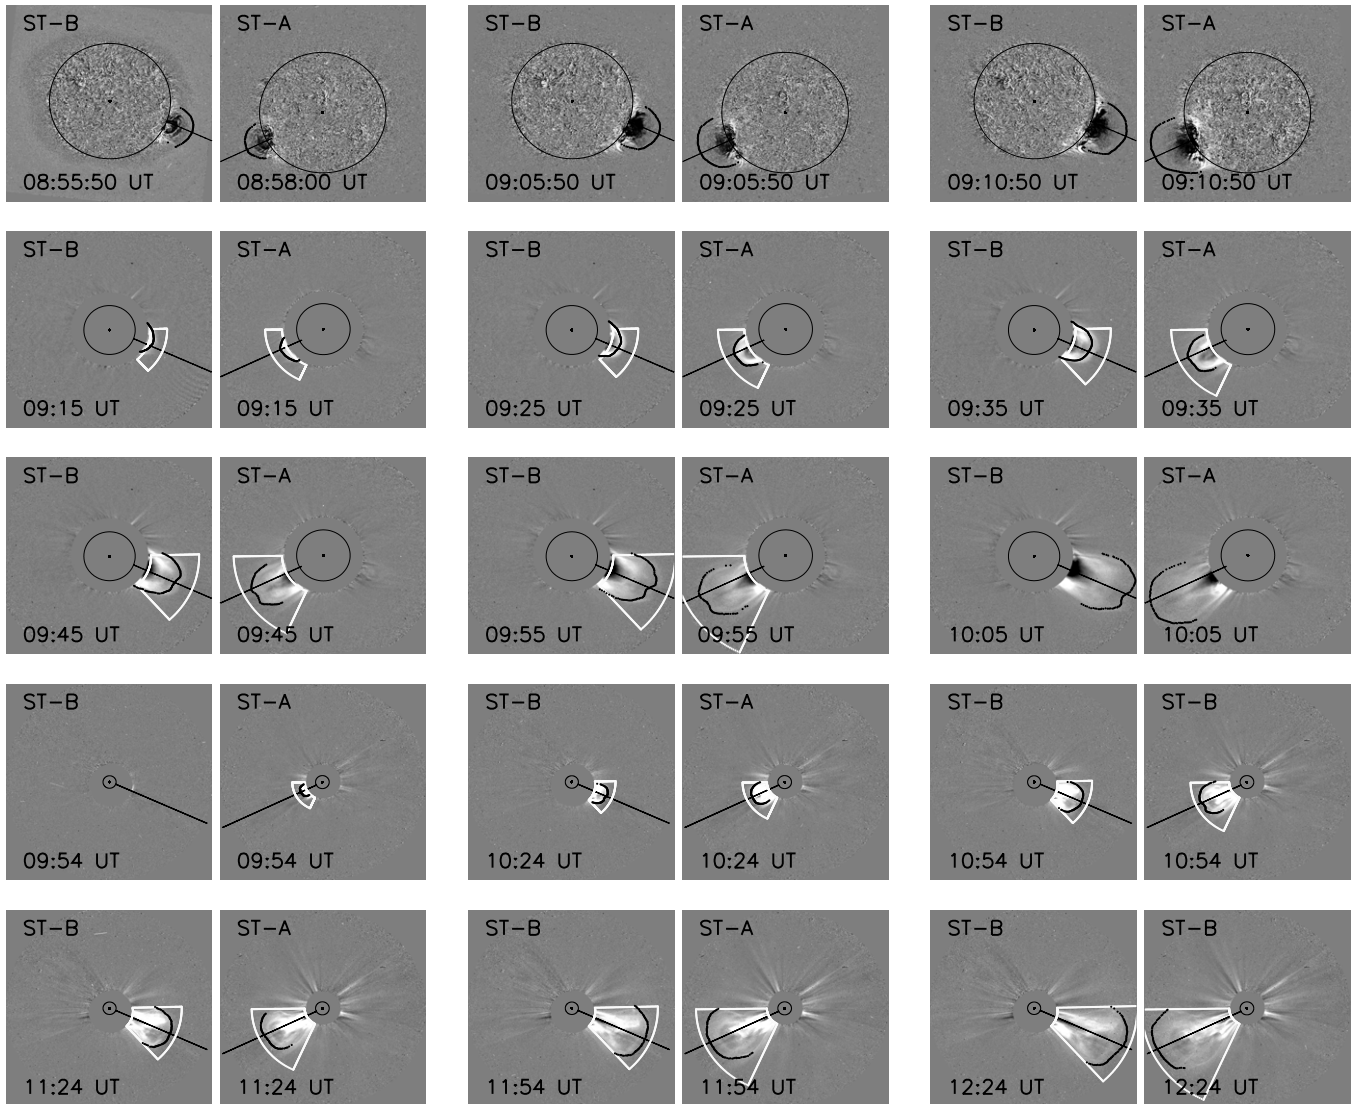 ST-B ST-A ST-B ST-A ST-B ST-A
08:55:50 UT 08:58:00 UT 09:05:50 UT 09:05:50 UT 09:10:50 UT 09:10:50 UT
ST-B ST-A ST-B ST-A ST-B ST-A
09:15 UT 09:15 UT 09:25 UT 09:25 UT 09:35 UT 09:35 UT
ST-B ST-A ST-B ST-A ST-B ST-A
09:45 UT 09:45 UT 09:55 UT 09:55 UT 10:05 UT 10:05 UT
ST-B ST-A ST-B ST-A ST-B ST-B
09:54 UT 09:54 UT 10:24 UT 10:24 UT 10:54 UT 10:54 UT
ST-B ST-A ST-B ST-A ST-B ST-B
11:24 UT 11:24 UT 11:54 UT 11:54 UT 12:24 UT 12:24 UT